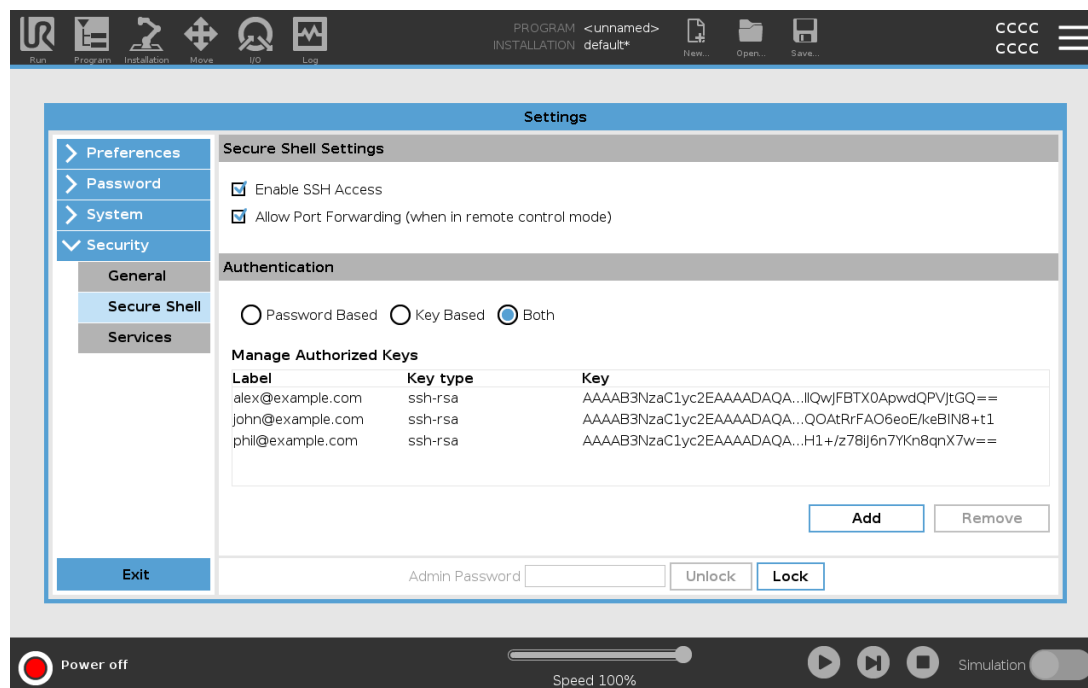 PROGRAM <unnamed>
INSTALLATION default*
CCCC
CCCC
UR
Run
Program
Installation
Move
I/O
Log
New...
Open...
Save...
Settings
Preferences
Password
System
Security
General
Secure Shell
Services
Exit
Secure Shell Settings
Enable SSH Access
Allow Port Forwarding (when in remote control mode)
Authentication
Password Based Key Based Both
Manage Authorized Keys
Label Key type Key
alex@example.com ssh-rsa AAAAB3NzaC1yc2EAAAADAQA...llQwJFBTX0ApwdQPVJtGQ==
john@example.com ssh-rsa AAAAB3NzaC1yc2EAAAADAQA...QOAtRrFAO6eoE/keBIN8+t1
phil@example.com ssh-rsa AAAAB3NzaC1yc2EAAAADAQA...H1+/z78iJ6n7YKn8qnX7w==
Add Remove
Admin Password Unlock Lock
Power off
Speed 100%
Simulation